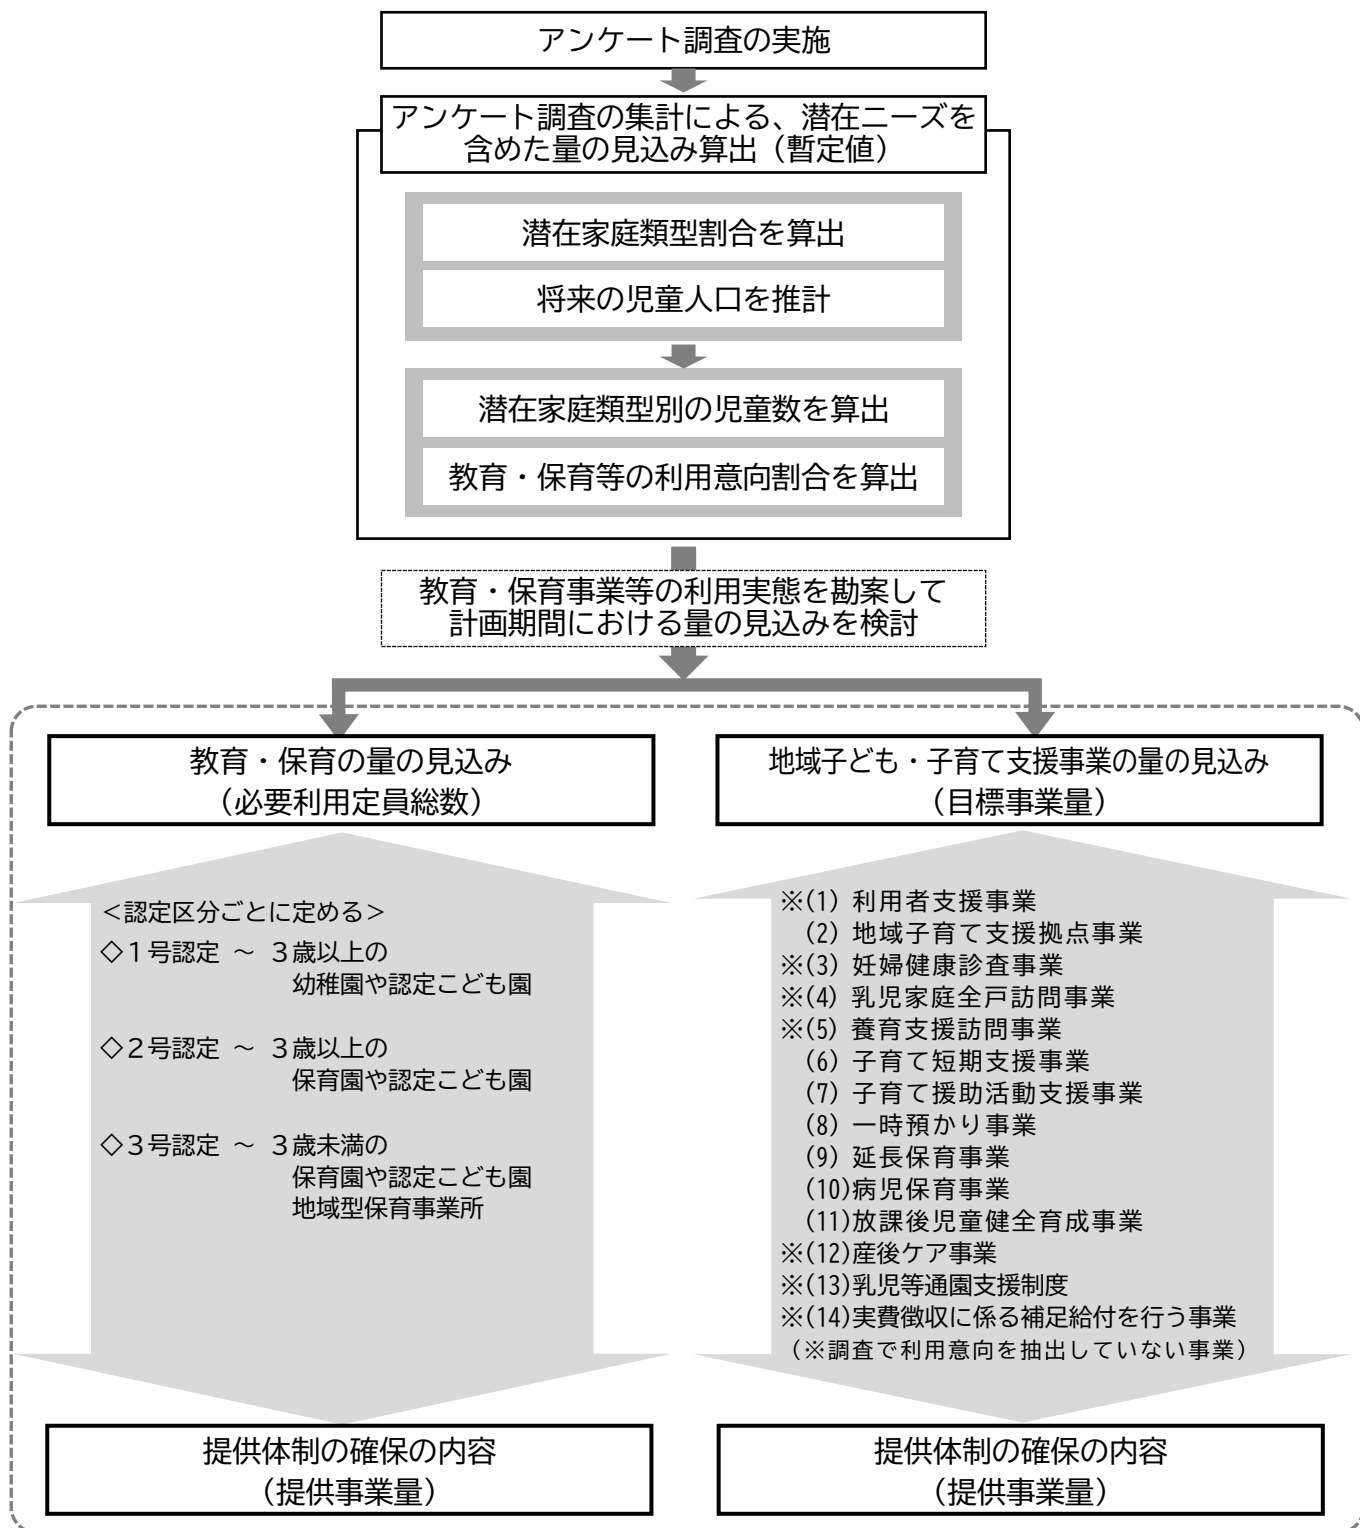 アンケート調査の実施
アンケート調査の集計による、潜在ニーズを
含めた量の見込み算出（暫定値）
潜在家庭類型割合を算出
将来の児童人口を推計
潜在家庭類型別の児童数を算出
教育・保育等の利用意向割合を算出
教育・保育事業等の利用実態を勘案して
計画期間における量の見込みを検討
教育・保育の量の見込み
（必要利用定員総数）
＜認定区分ごとに定める＞
◇１号認定 ～ ３歳以上の
幼稚園や認定こども園
◇２号認定 ～ ３歳以上の
保育園や認定こども園
◇３号認定 ～ ３歳未満の
保育園や認定こども園
地域型保育事業所
提供体制の確保の内容
（提供事業量）
地域子ども・子育て支援事業の量の見込み
（目標事業量）
※(1) 利用者支援事業
(2) 地域子育て支援拠点事業
※(3) 妊婦健康診査事業
※(4) 乳児家庭全戸訪問事業
※(5) 養育支援訪問事業
(6) 子育て短期支援事業
(7) 子育て援助活動支援事業
(8) 一時預かり事業
(9) 延長保育事業
(10)病児保育事業
(11)放課後児童健全育成事業
※(12)産後ケア事業
※(13)乳児等通園支援制度
※(14)実費徴収に係る補足給付を行う事業
（※調査で利用意向を抽出していない事業）
提供体制の確保の内容
（提供事業量）